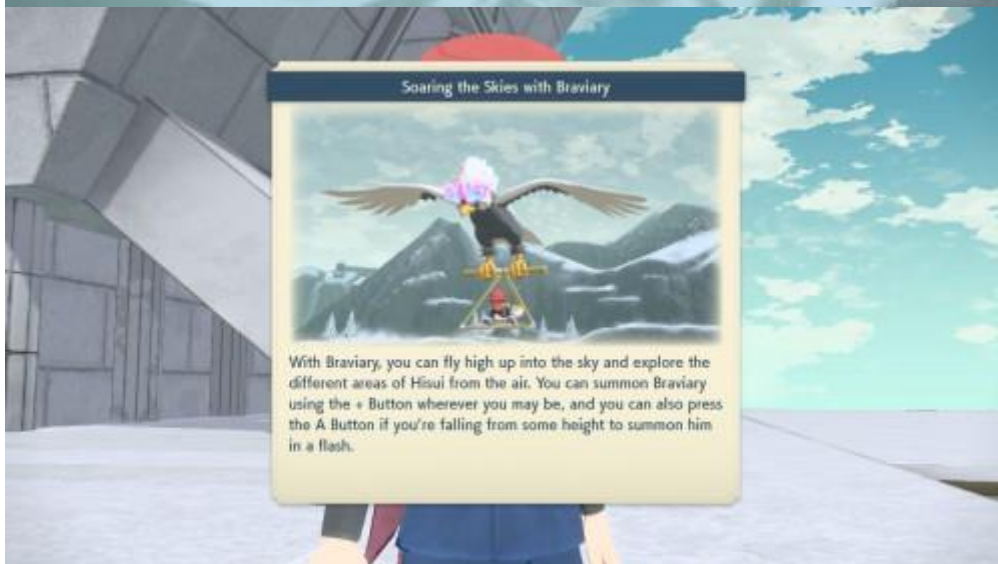 Soaring the Skies with Braviary
With Braviary, you can fly high up into the sky and explore the
different areas of Hisui from the air. You can summon Braviary
using the + Button wherever you may be, and you can also press
the A Button if you're falling from some height to summon him
in a flash.